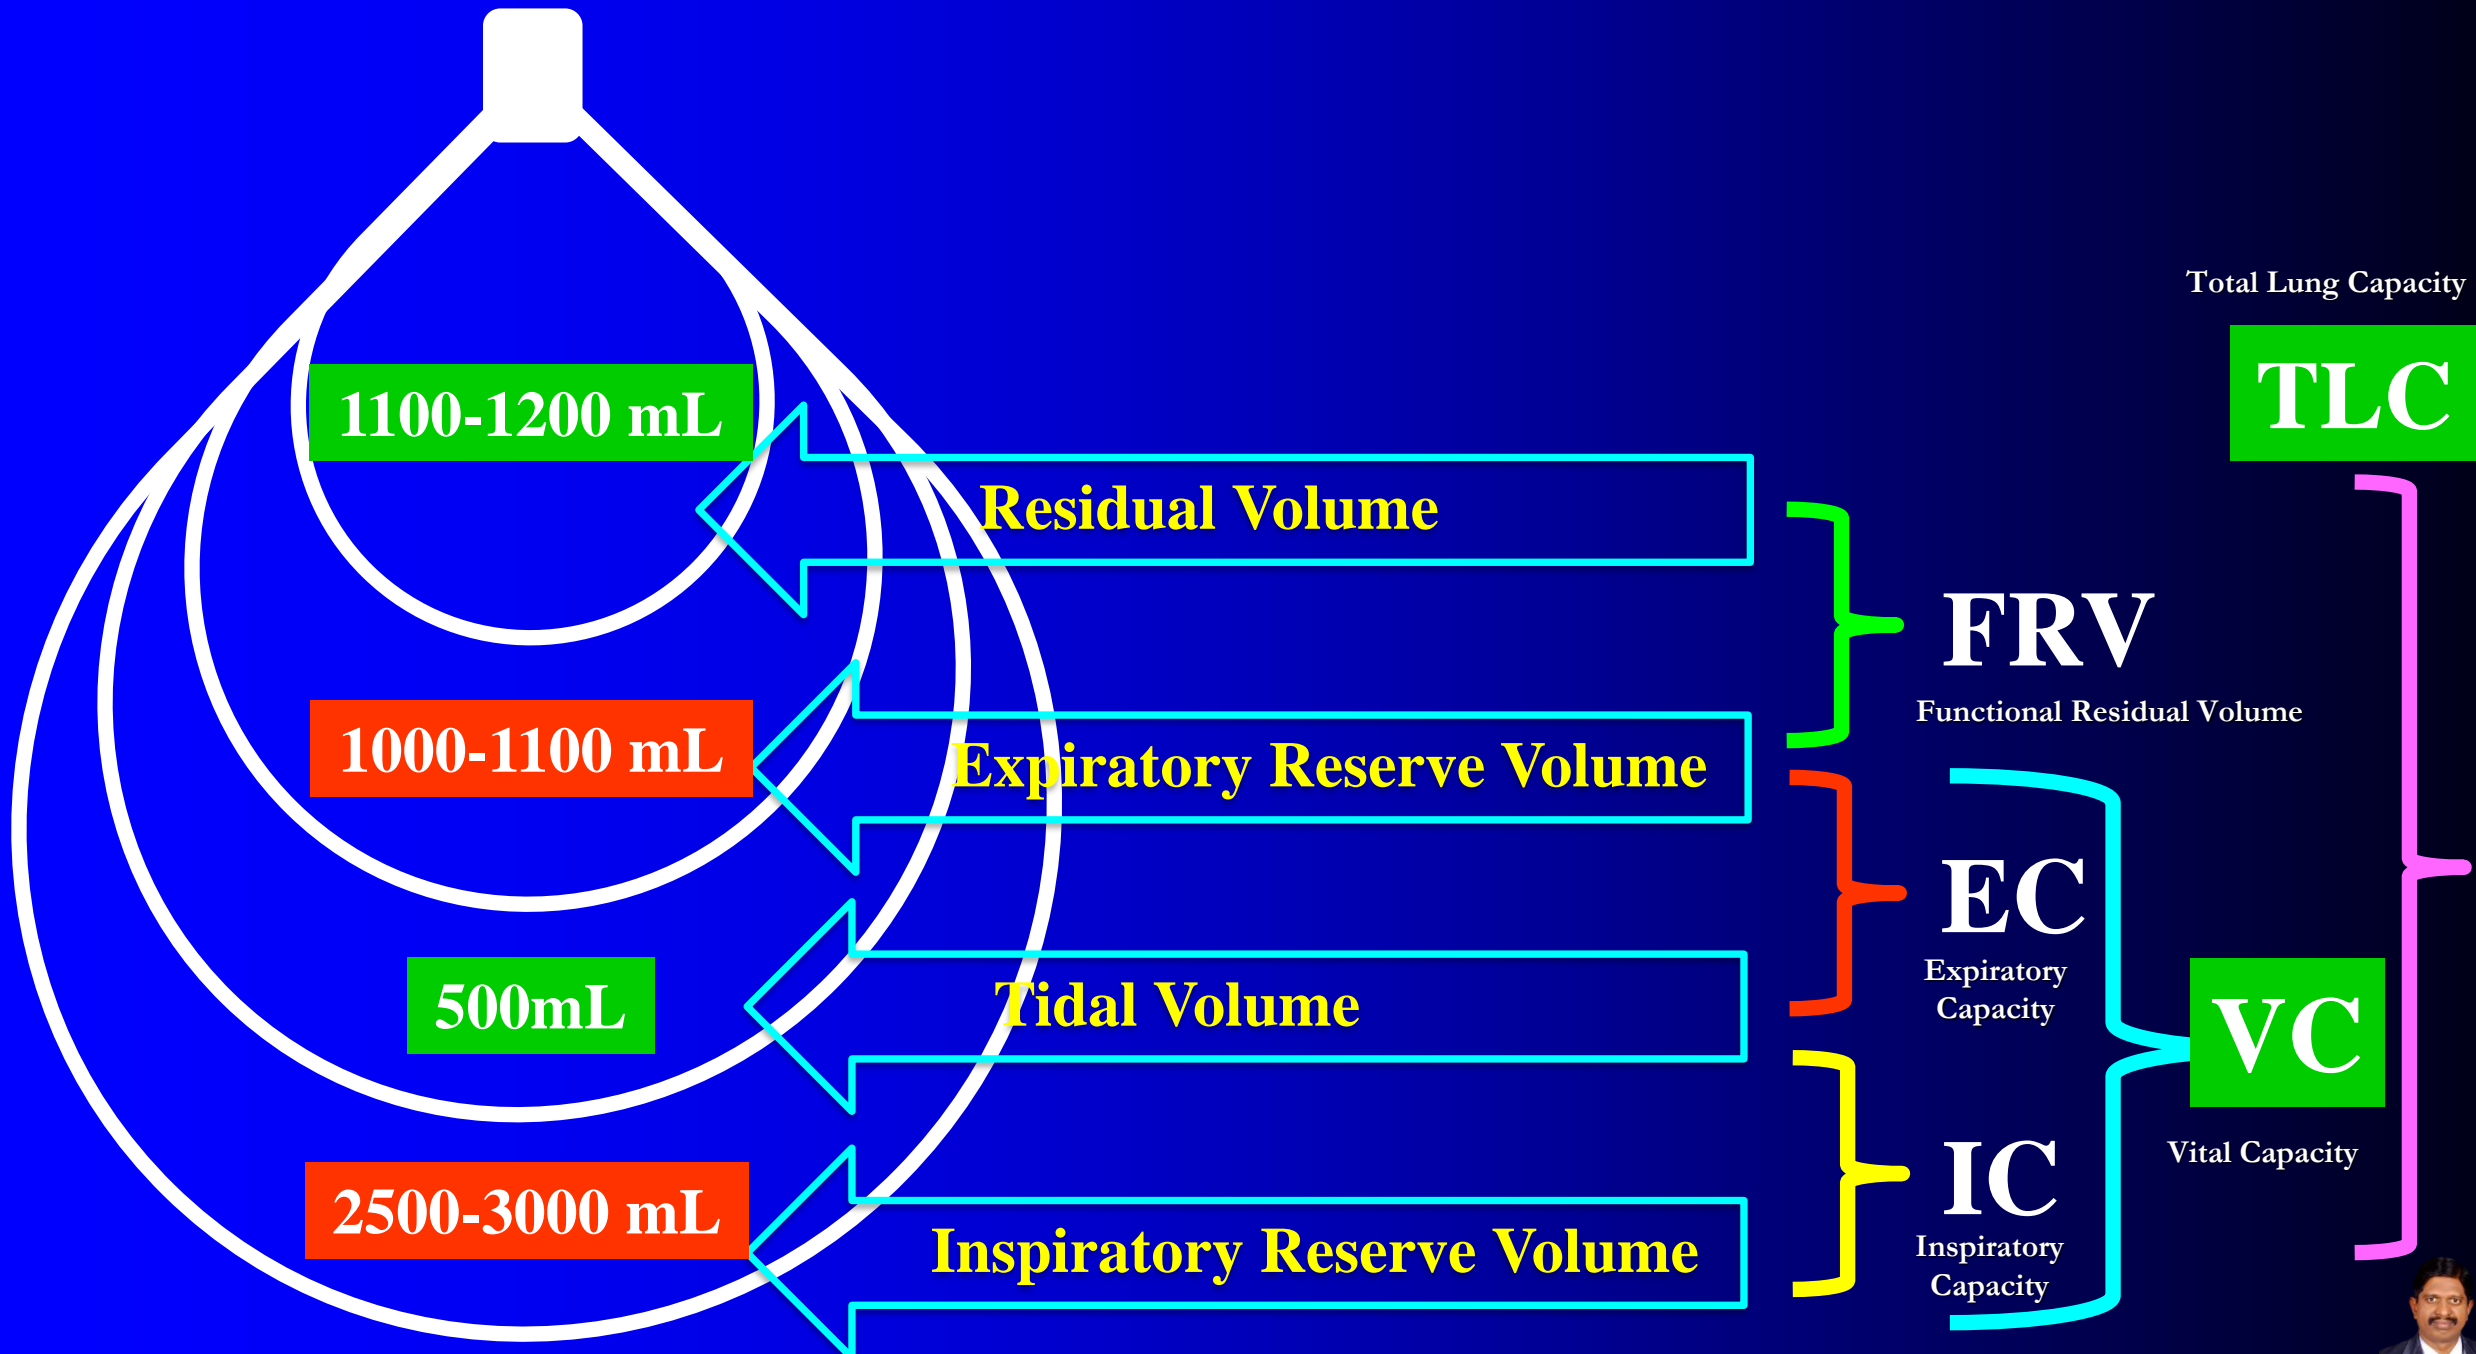 Total Lung Capacity
TLC
1100-1200 mL
Residual Volume
FRV
Functional Residual Volume
1000-1100 mL
Expiratory Reserve Volume
EC
Expiratory
Capacity
500mL
Tidal Volume
VC
Vital Capacity
2500-3000 mL
Inspiratory Reserve Volume
IC
Inspiratory
Capacity